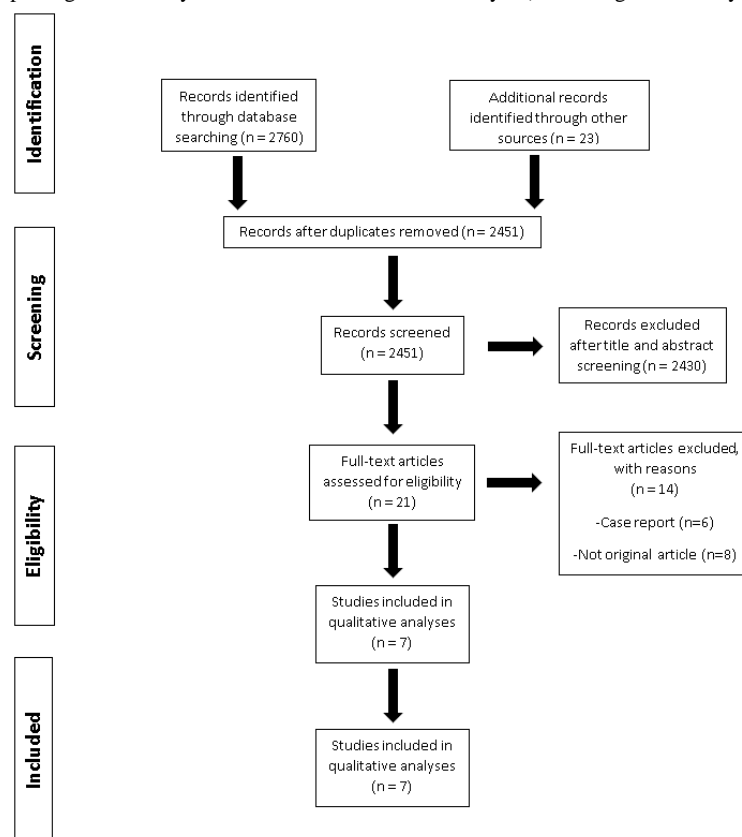 Identification
Records identified
through database
searching (n = 2760)
Additional records
identified through other
sources (n = 23)
Records after duplicates removed (n = 2451)
Screening
Records screened
(n = 2451)
Records excluded
after title and abstract
screening (n = 2430)
Eligibility
Full-text articles
assessed for eligibility
(n = 21)
Full-text articles excluded,
with reasons
(n = 14)
-Case report (n=6)
-Not original article (n=8)
Studies included in
qualitative analyses
(n = 7)
Included
Studies included in
qualitative analyses
(n = 7)